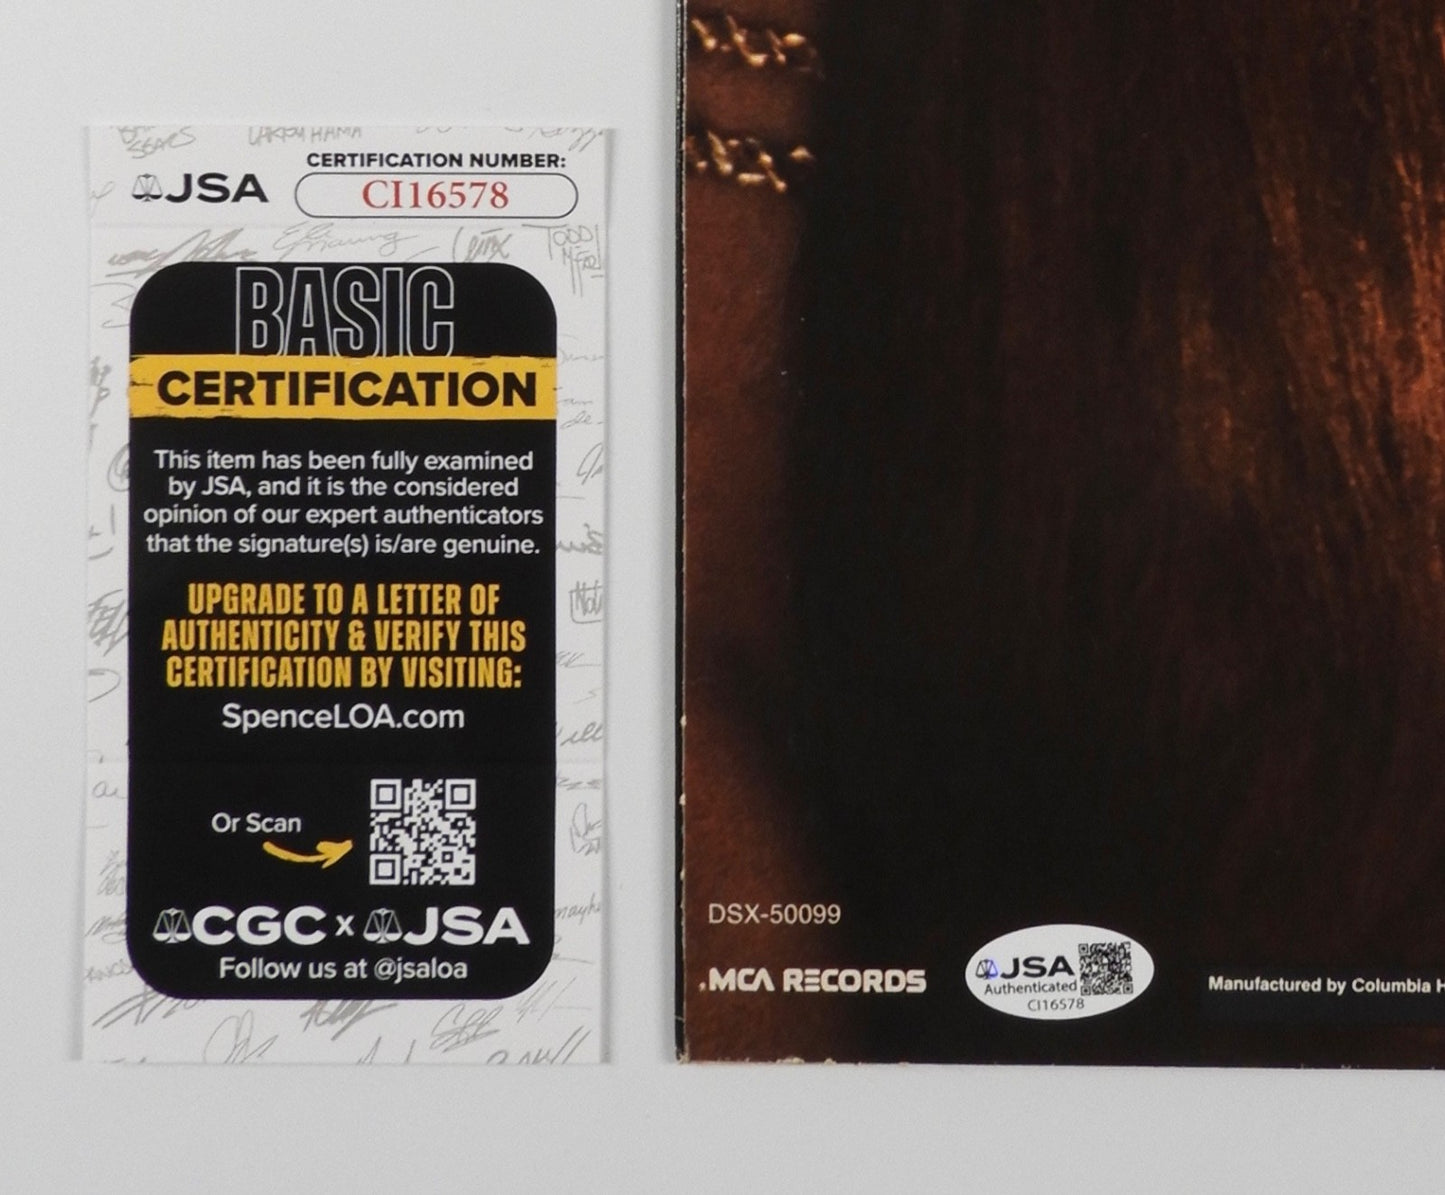 JSA
CERTIFICATION NUMBER:
CI16578
BASIC
CERTIFICATION
This item has been fully examined
by JSA, and it is the considered
opinion of our expert authenticators
that the signature(s) is/are genuine.
UPGRADE TO A LETTER OF
AUTHENTICITY & VERIFY THIS
CERTIFICATION BY VISITING:
SpenceLOA.com
Or Scan
CGC x JSA
Follow us at @jsaloa
DSX-50099
MCA RECORDS
JSA
Authenticated
CI16578
Manufactured by Columbia H